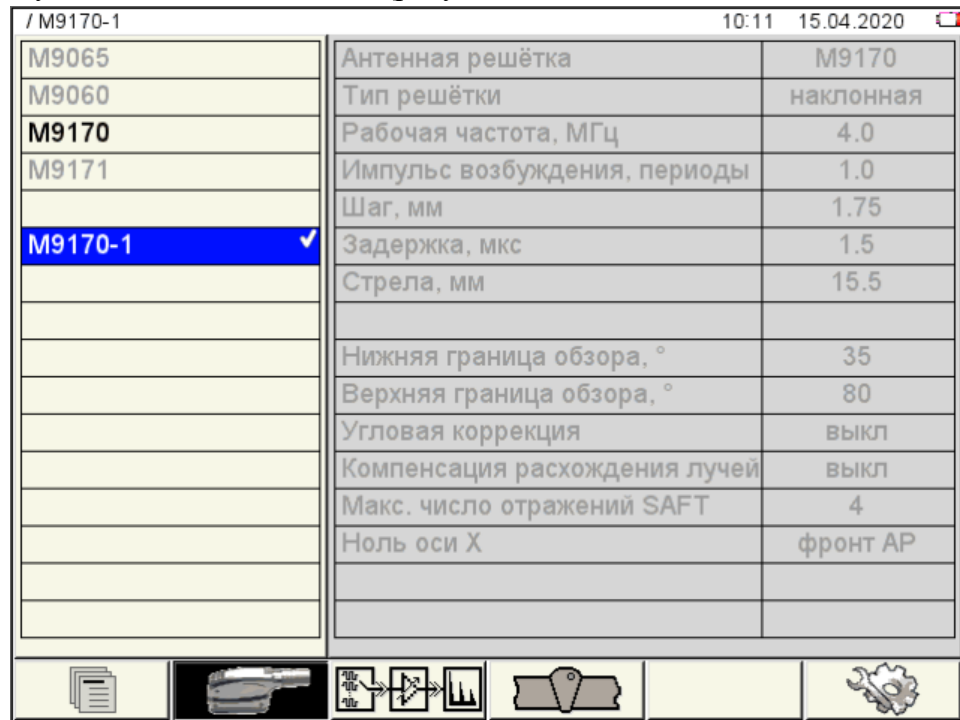 / M9170-1 10:11 15.04.2020
M9065
M9060
M9170
M9171
M9170-1
Антенная решётка M9170
Тип решётки наклонная
Рабочая частота, МГц 4.0
Импульс возбуждения, периоды 1.0
Шаг, мм 1.75
Задержка, мкс 1.5
Стрела, мм 15.5
Нижняя граница обзора, ° 35
Верхняя граница обзора, ° 80
Угловая коррекция выкл
Компенсация расхождения лучей выкл
Макс. число отражений SAFT 4
Ноль оси X фронт АР